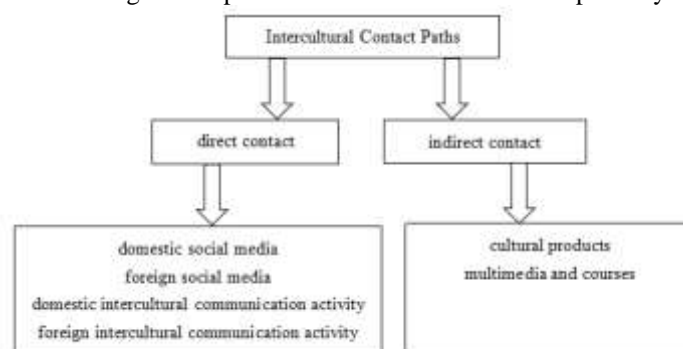 Intercultural Contact Paths
direct contact
indirect contact
domestic social media
foreign social media
domestic intercultural communication activity
foreign intercultural communication activity
cultural products
multimedia and courses